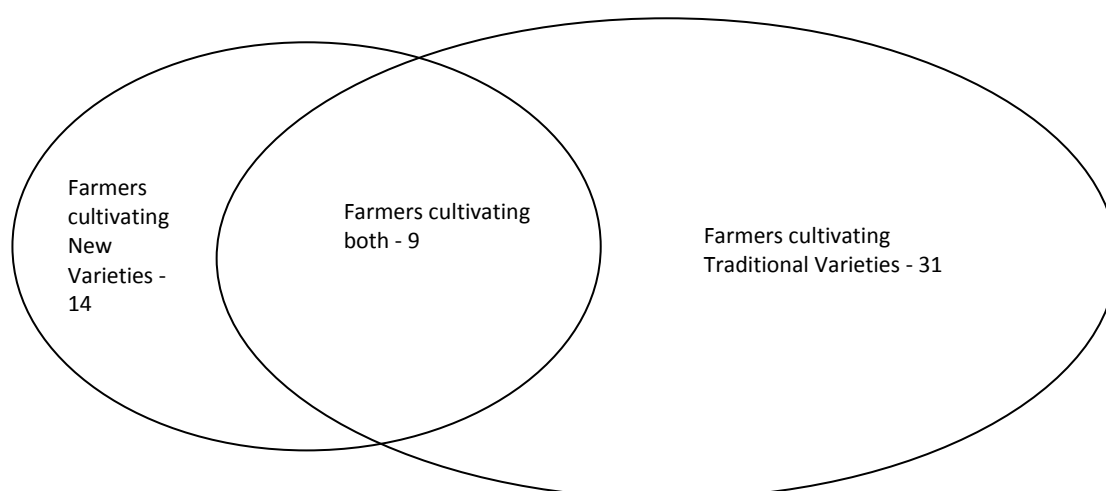 Farmers
cultivating
New
Varieties -
14
Farmers cultivating
both - 9
Farmers cultivating
Traditional Varieties - 31